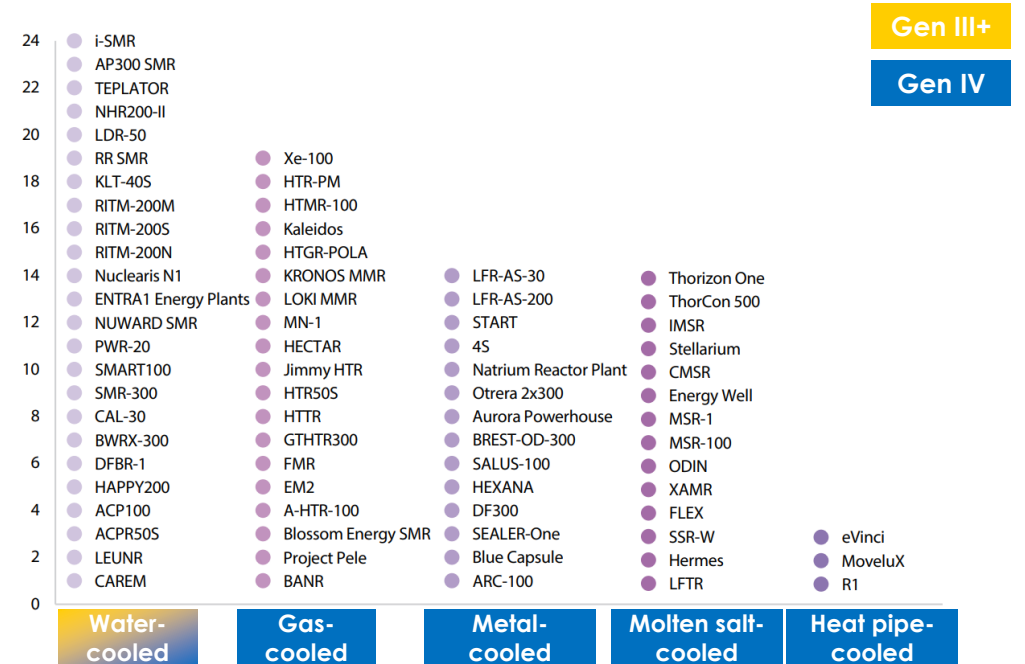 Gen III+
Gen IV
24
22
20
18
16
14
12
10
8
6
4
2
0
i-SMR
AP300 SMR
TEPLATOR
NHR200-II
LDR-50
RR SMR
KLT-40S
RITM-200M
RITM-200S
RITM-200N
Nuclearis N1
ENTRA1 Energy Plants
NUWARD SMR
PWR-20
SMART100
SMR-300
CAL-30
BWRX-300
DFBR-1
HAPPY200
ACP100
ACPR50S
LEUNR
CAREM
Water-
cooled
Xe-100
HTR-PM
HTMR-100
Kaleidos
HTGR-POLA
KRONOS MMR
LOKI MMR
MN-1
HECTAR
Jimmy HTR
HTR50S
HTTR
GTHTR300
FMR
EM2
A-HTR-100
Blossom Energy SMR
Project Pele
BANR
Gas-
cooled
LFR-AS-30
LFR-AS-200
START
4S
Natrium Reactor Plant
Otrera 2x300
Aurora Powerhouse
BREST-OD-300
SALUS-100
HEXANA
DF300
SEALER-One
Blue Capsule
ARC-100
Metal-
cooled
Thorizon One
ThorCon 500
IMSR
Stellarium
CMSR
Energy Well
MSR-1
MSR-100
ODIN
XAMR
FLEX
SSR-W
Hermes
LFTR
Molten salt-
cooled
eVinci
MoveluX
R1
Heat pipe-
cooled